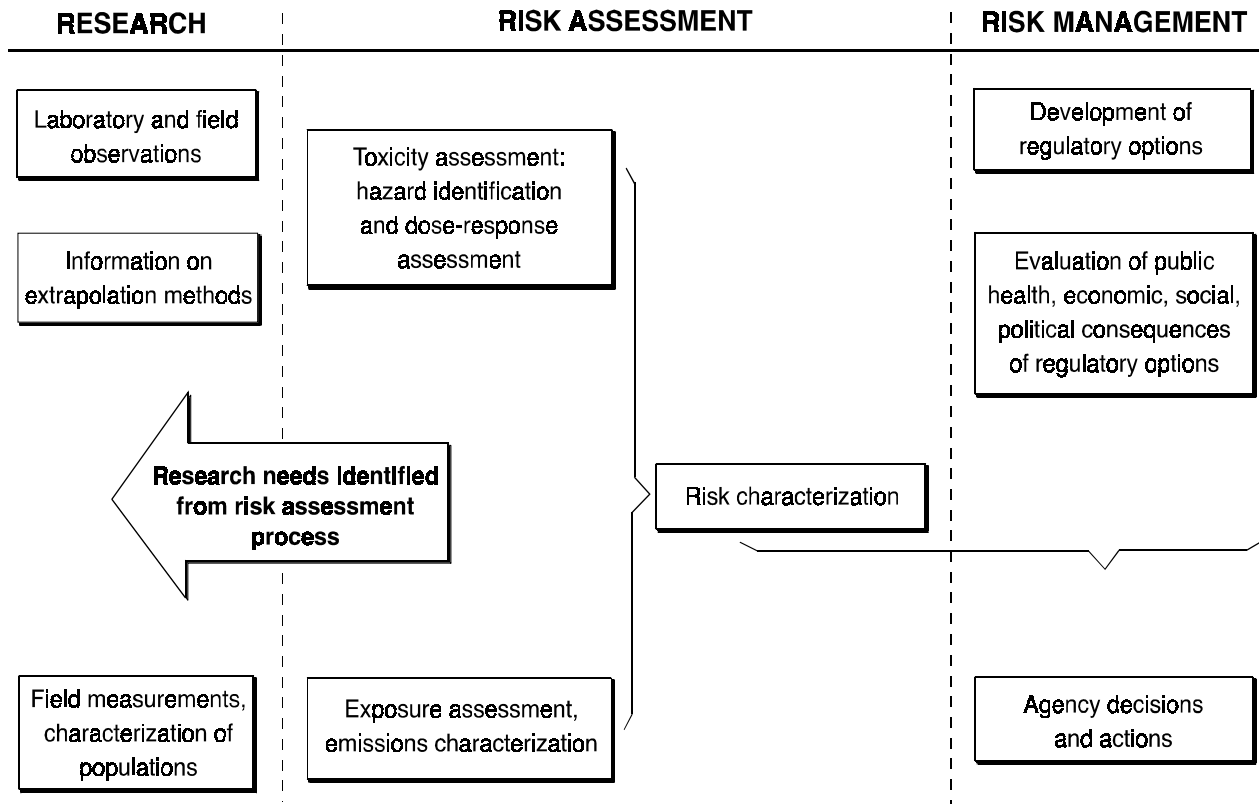 RESEARCH
RISK ASSESSMENT
RISK MANAGEMENT
Laboratory and field
observations
Information on
extrapolation methods
Research needs identified
from risk assessment
process
Field measurements,
characterization of
populations
Toxicity assessment:
hazard identification
and dose-response
assessment
Exposure assessment,
emissions characterization
Risk characterization
Development of
regulatory options
Evaluation of public
health, economic, social,
political consequences
of regulatory options
Agency decisions
and actions